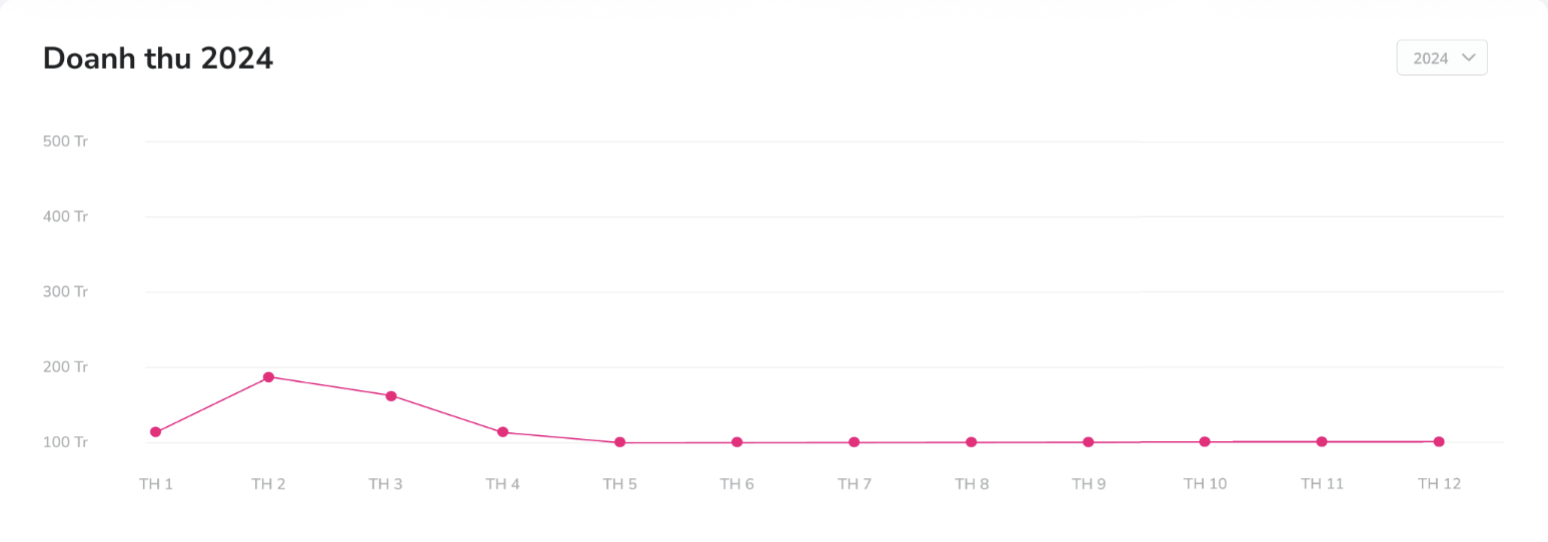 Doanh thu 2024
2024
500 Tr
400 Tr
300 Tr
200 Tr
100 Tr
TH 1 TH 2 TH 3 TH 4 TH 5 TH 6 TH 7 TH 8 TH 9 TH 10 TH 11 TH 12